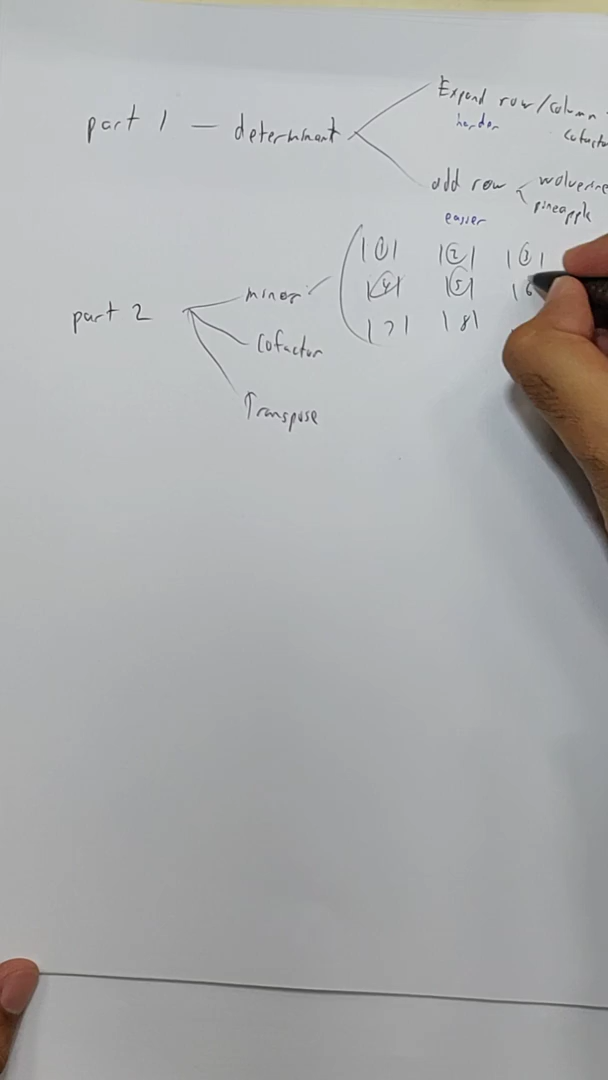 Expand row/column
harder
part 1 — determinant
add row
wolverine
pineapple
easier
|①| |②| |③|
minor
|④| |⑤| |6
part 2
|7| |8|
Cofactor
Transpose